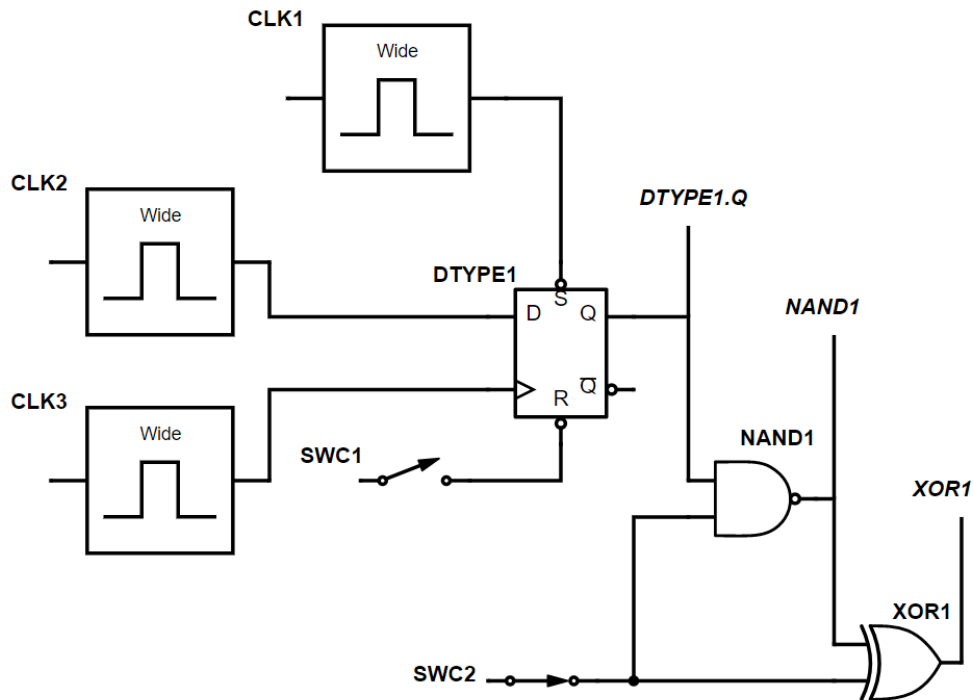 CLK1
Wide
CLK2
Wide
DTYPE1.Q
DTYPE1
S
D
Q
NAND1
CLK3
Q
R
Wide
NAND1
SWC1
XOR1
XOR1
SWC2